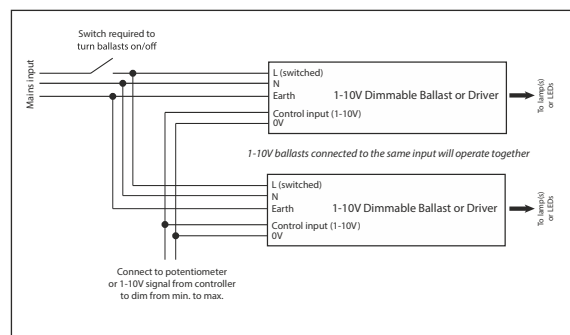 Switch required to
turn ballasts on/off
Mains input
L (switched)
N
Earth
1-10V Dimmable Ballast or Driver
Control input (1-10V)
0V
To lamp(s)
or LEDs
1-10V ballasts connected to the same input will operate together
L (switched)
N
Earth
1-10V Dimmable Ballast or Driver
Control input (1-10V)
0V
To lamp(s)
or LEDs
Connect to potentiometer
or 1-10V signal from controller
to dim from min. to max.